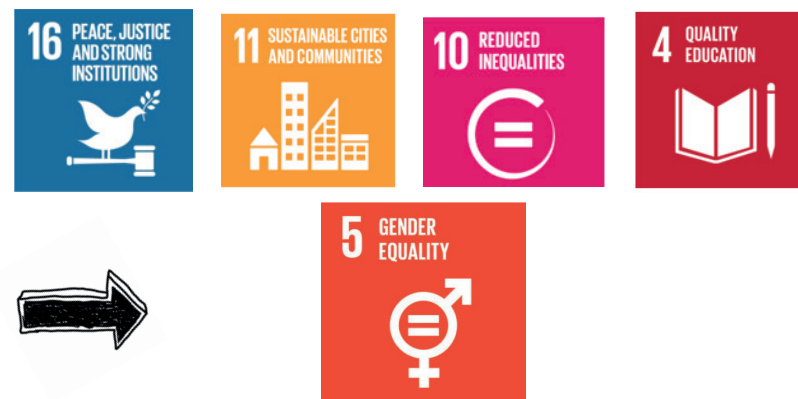 16 PEACE, JUSTICE
AND STRONG
INSTITUTIONS
11 SUSTAINABLE CITIES
AND COMMUNITIES
10 REDUCED
INEQUALITIES
4 QUALITY
EDUCATION
5 GENDER
EQUALITY